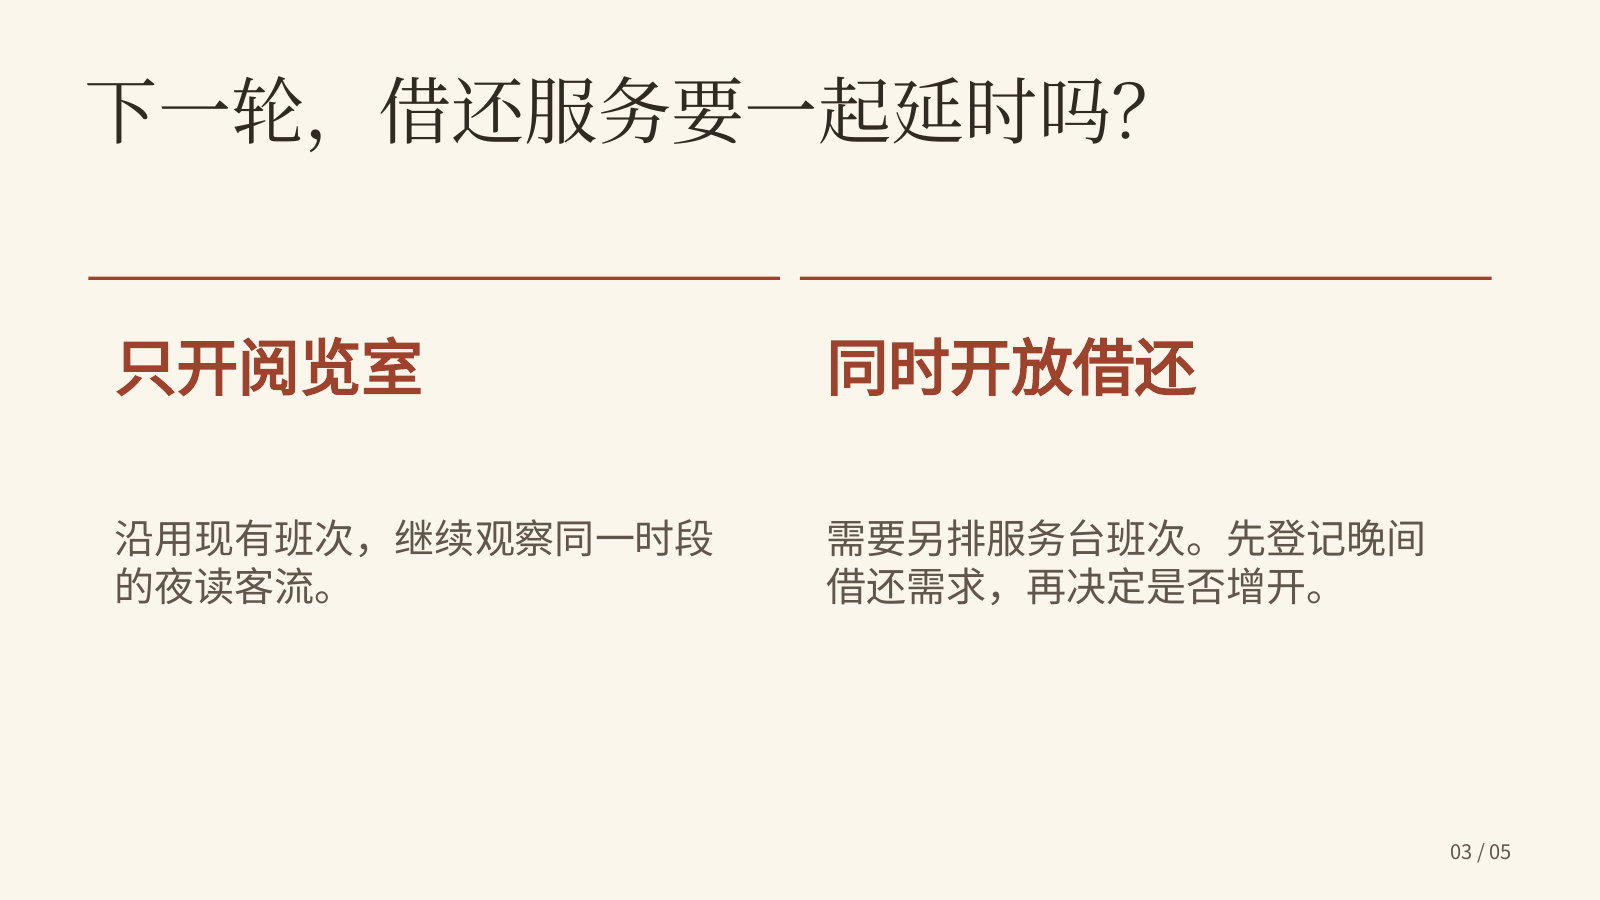 下一轮，借还服务要一起延时吗？
只开阅览室
沿用现有班次，继续观察同一时段
的夜读客流。
同时开放借还
需要另排服务台班次。先登记晚间
借还需求，再决定是否增开。
03 / 05